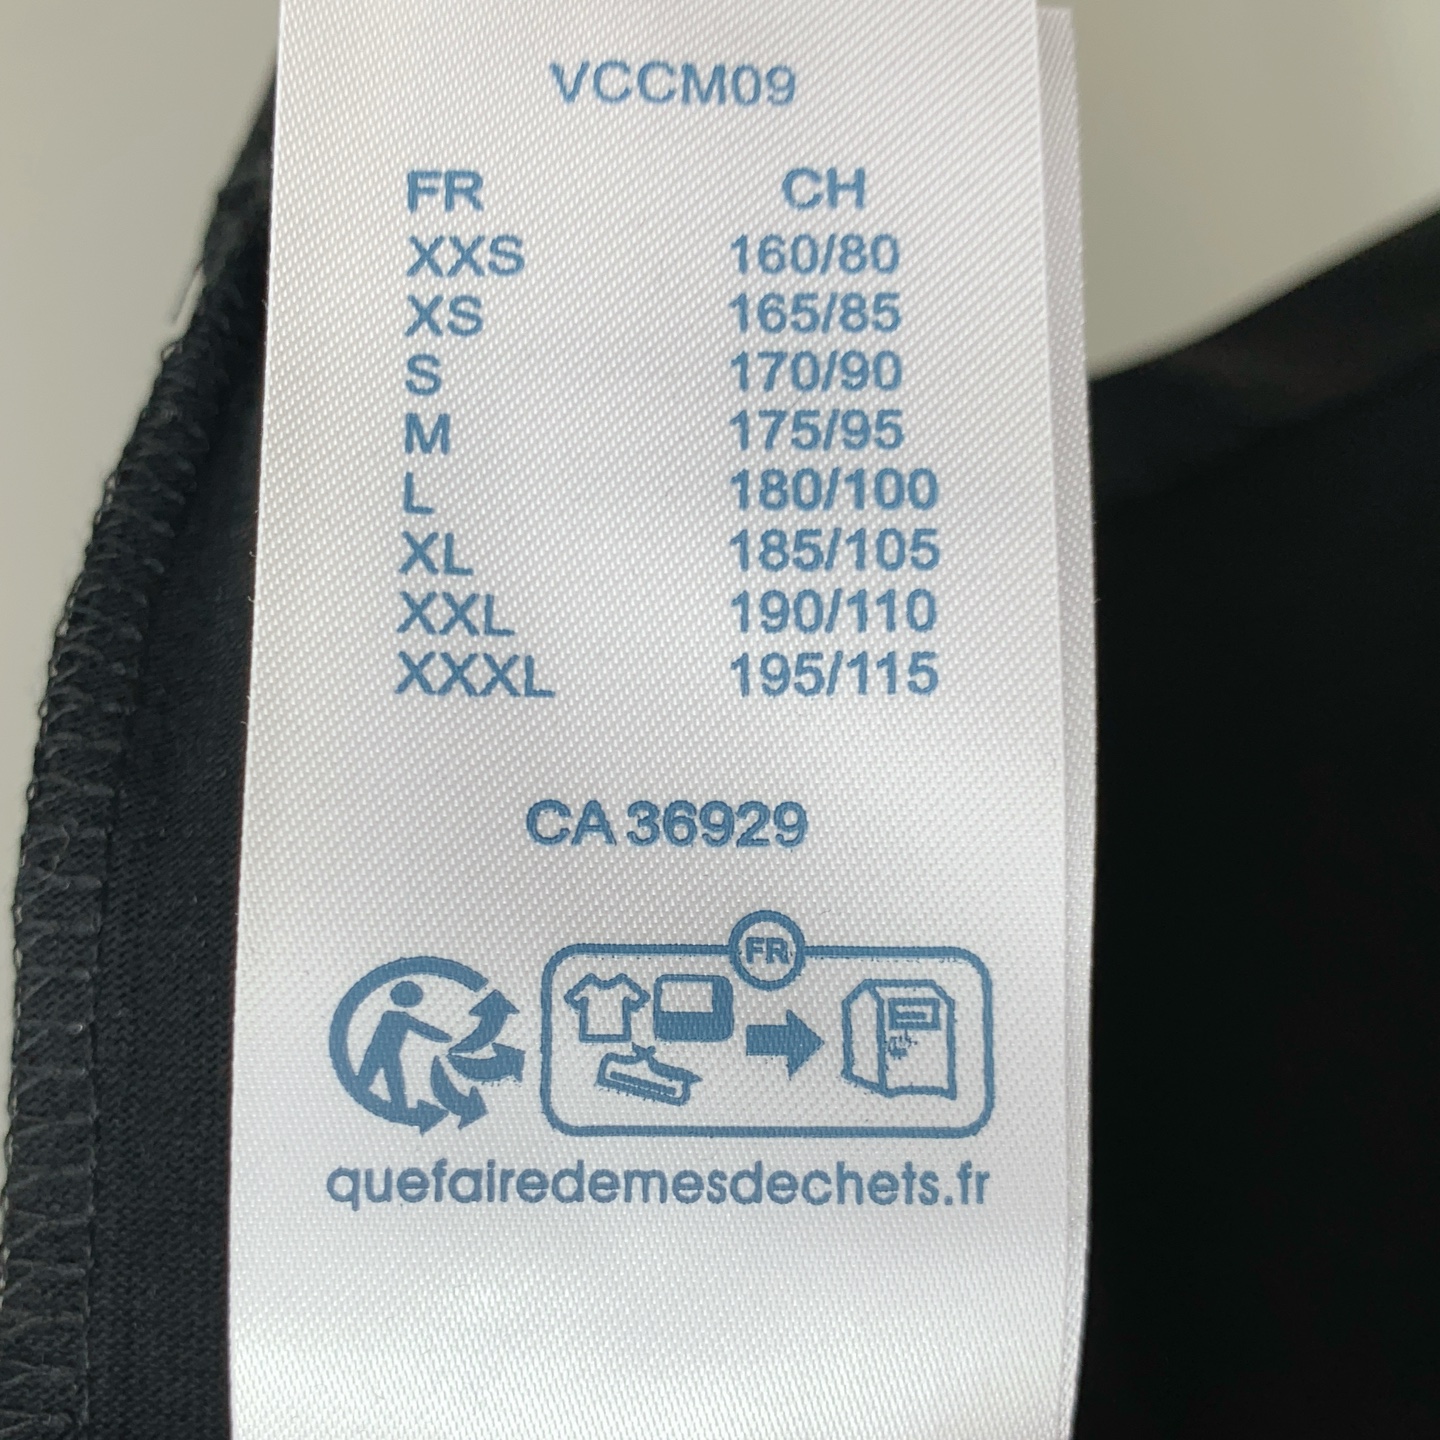 VCCM09
FR CH
XXS 160/80
XS 165/85
S 170/90
M 175/95
L 180/100
XL 185/105
XXL 190/110
XXXL 195/115
CA 36929
FR
quefairedemesdechets.fr